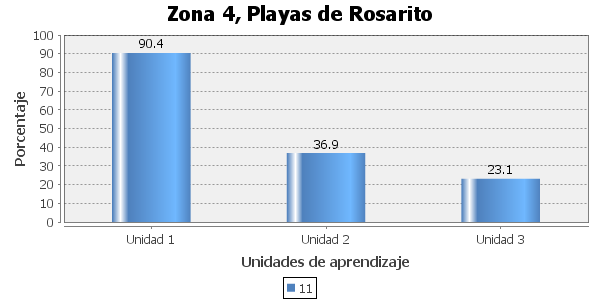 Zona 4, Playas de Rosarito
Porcentaje
100
90
80
70
60
50
40
30
20
10
0
90.4
36.9
23.1
Unidad 1
Unidad 2
Unidad 3
Unidades de aprendizaje
11